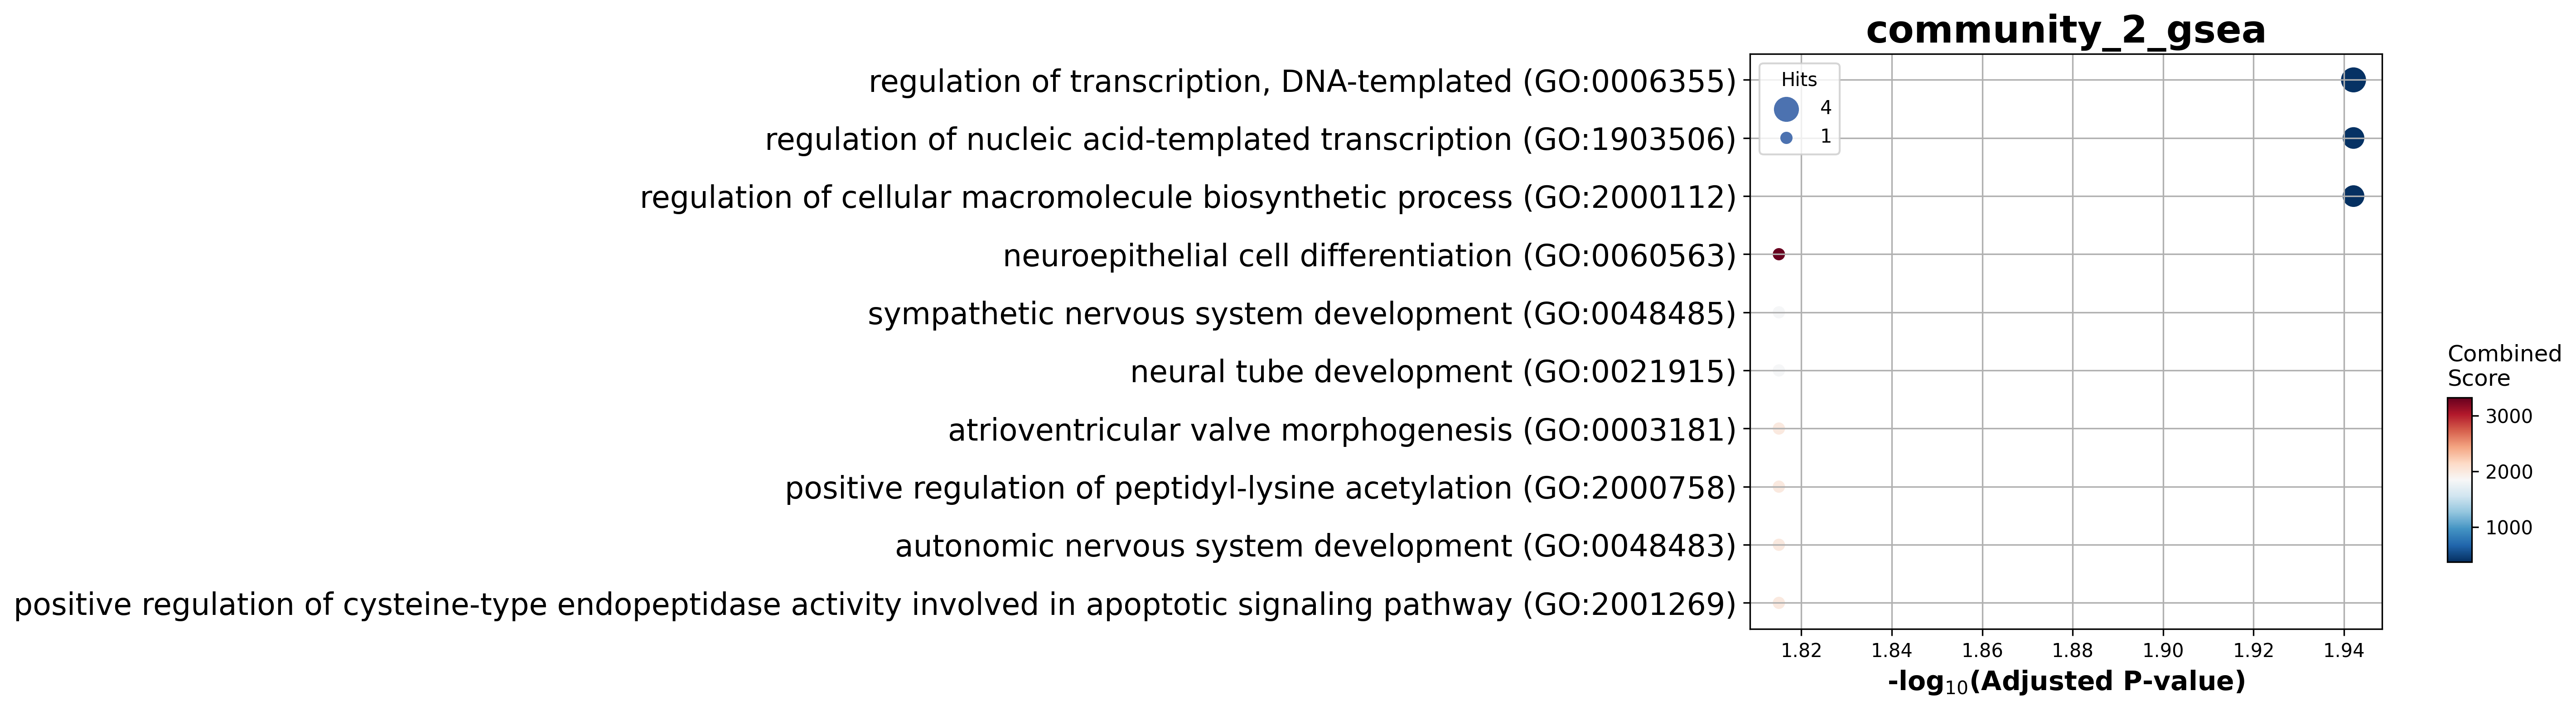 community_2_gsea
regulation of transcription, DNA-templated (GO:0006355)
regulation of nucleic acid-templated transcription (GO:1903506)
regulation of cellular macromolecule biosynthetic process (GO:2000112)
neuroepithelial cell differentiation (GO:0060563)
sympathetic nervous system development (GO:0048485)
neural tube development (GO:0021915)
atrioventricular valve morphogenesis (GO:0003181)
positive regulation of peptidyl-lysine acetylation (GO:2000758)
autonomic nervous system development (GO:0048483)
positive regulation of cysteine-type endopeptidase activity involved in apoptotic signaling pathway (GO:2001269)
Hits
4
1
1.82 1.84 1.86 1.88 1.90 1.92 1.94
-log10(Adjusted P-value)
Combined
Score
3000
2000
1000